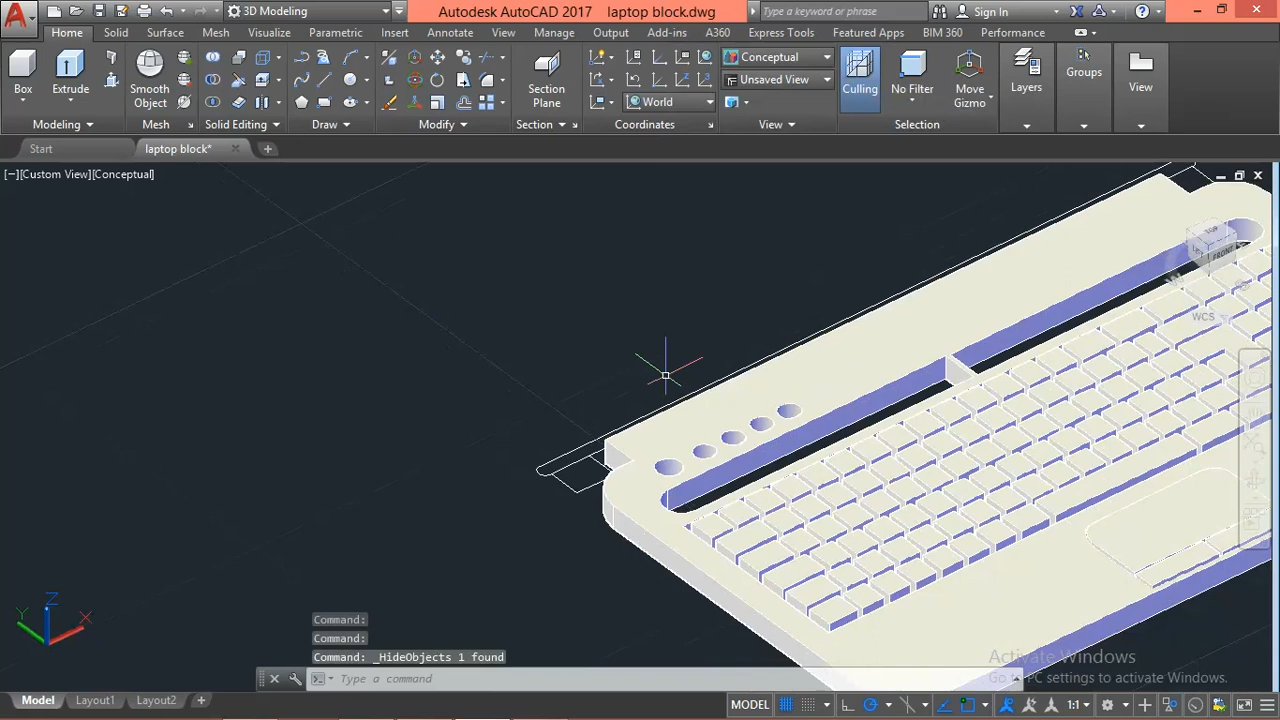 Autodesk AutoCAD 2017 laptop block.dwg
3D Modeling
Type a keyword or phrase
Sign In
Home Solid Surface Mesh Visualize Parametric Insert Annotate View Manage Output Add-ins A360 Express Tools Featured Apps BIM 360 Performance
Box Extrude Smooth Object Section Plane Culling No Filter Move Gizmo Layers Groups View
Conceptual
Unsaved View
World
Modeling Mesh Solid Editing Draw Modify Section Coordinates View Selection
Start laptop block*
[−][Custom View][Conceptual]
TOP
FRONT
WCS
Z
Y X
Command:
Command:
Command: _HideObjects 1 found
Type a command
Activate Windows
Go to PC settings to activate Windows.
Model Layout1 Layout2
MODEL 1:1